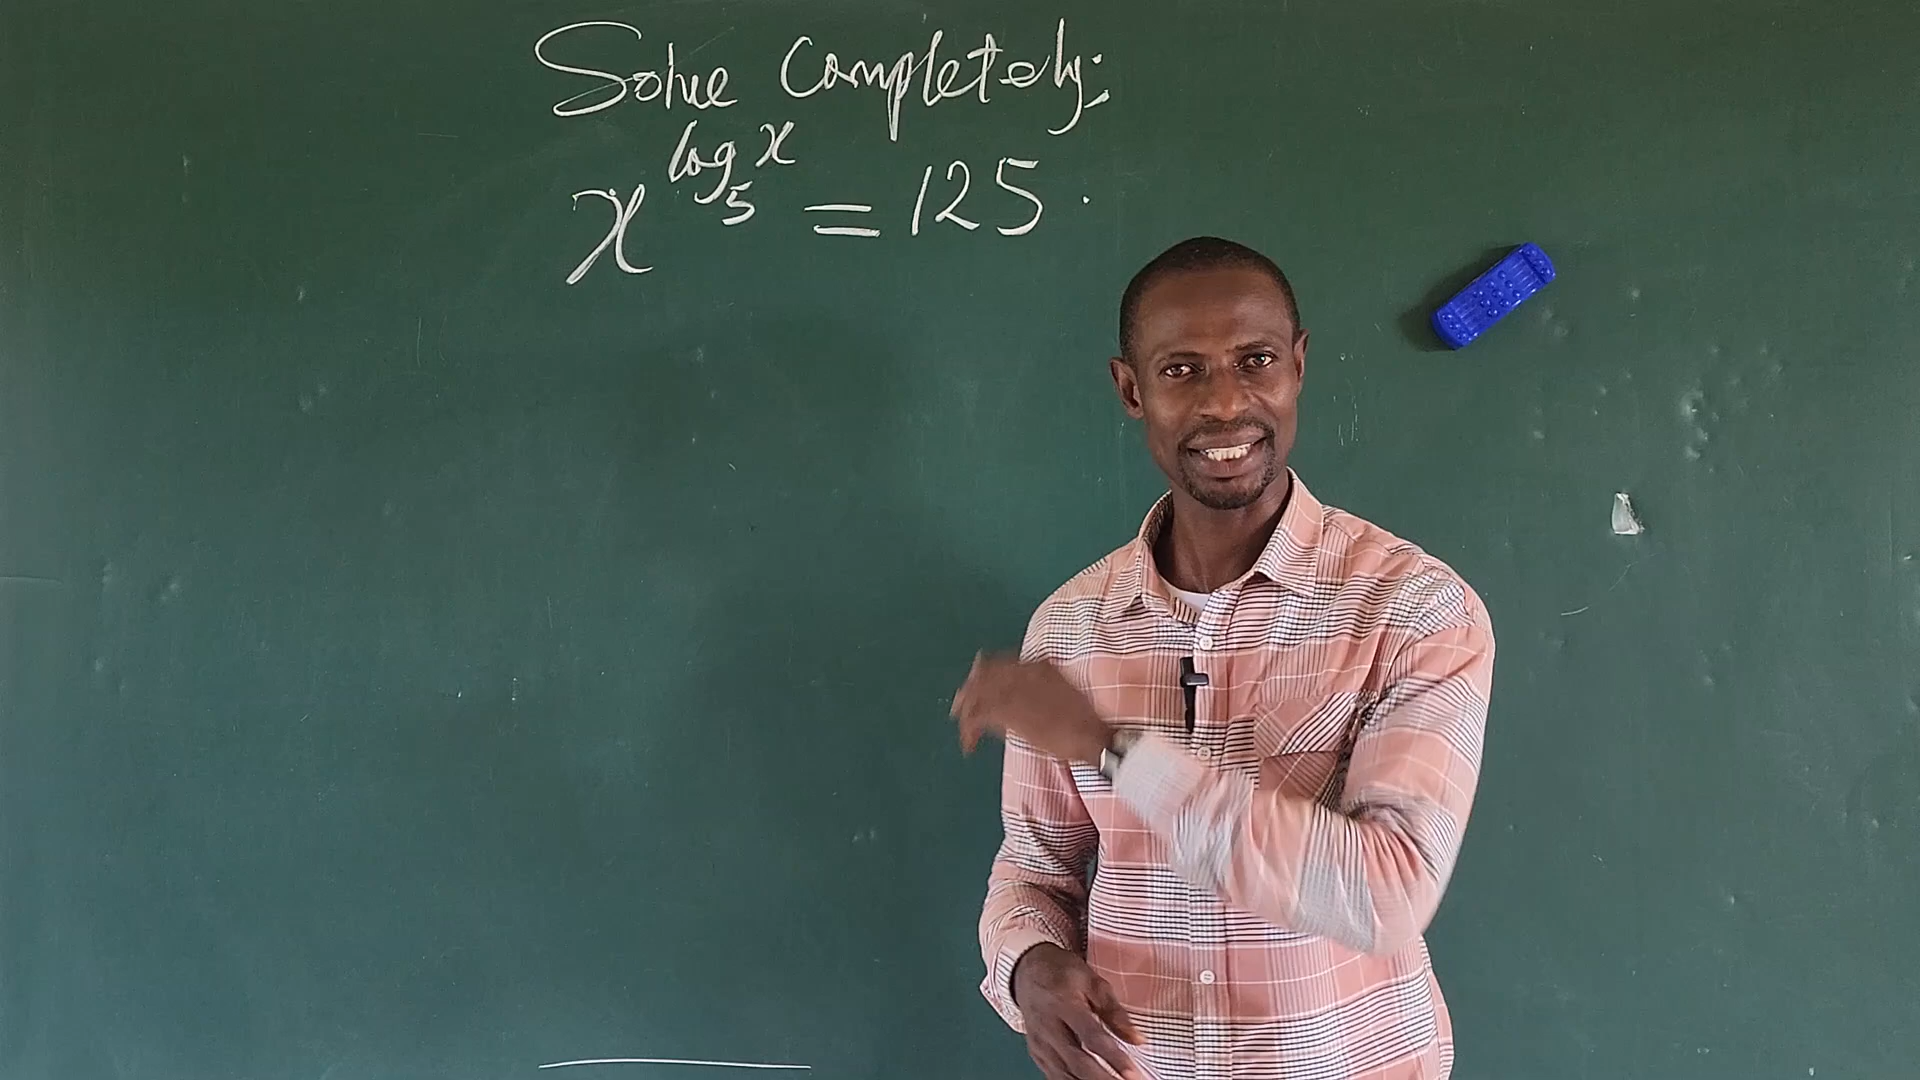 Solve Completely:
x^{log_5 x} = 125.